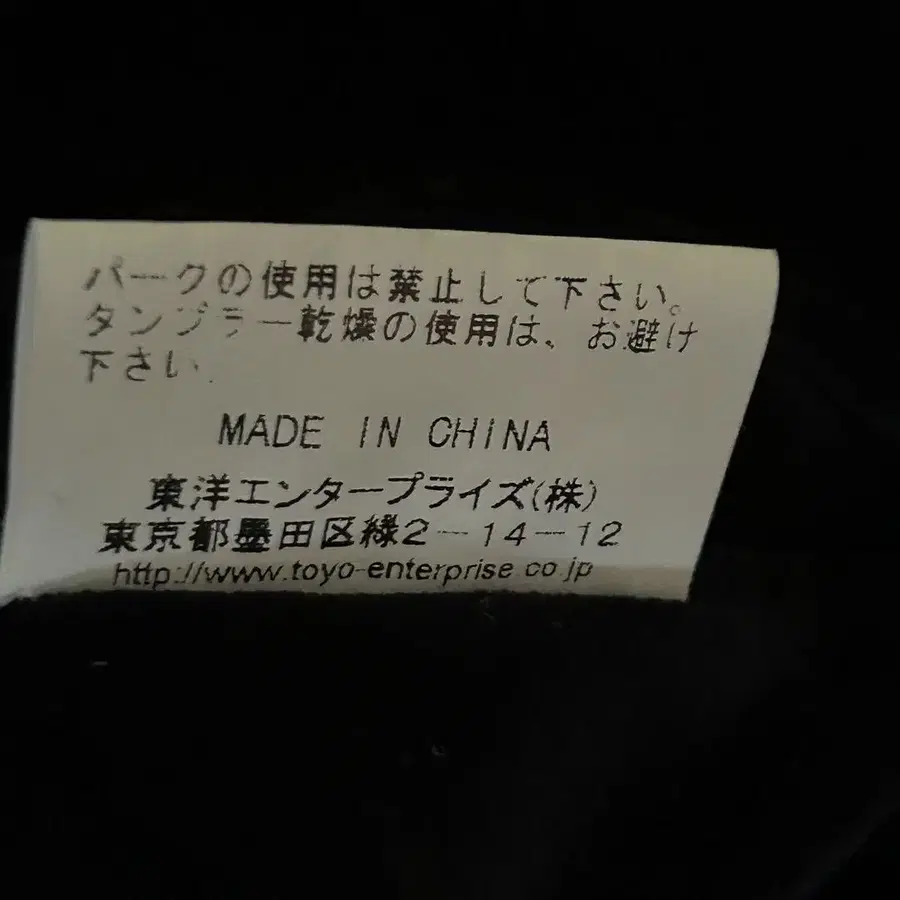 パークの使用は禁止して下さい。
タンブラー乾燥の使用は、お避け
下さい.
MADE IN CHINA
東洋エンタープライズ(株)
東京都墨田区緑2-14-12
http://www.toyo-enterprise.co.jp